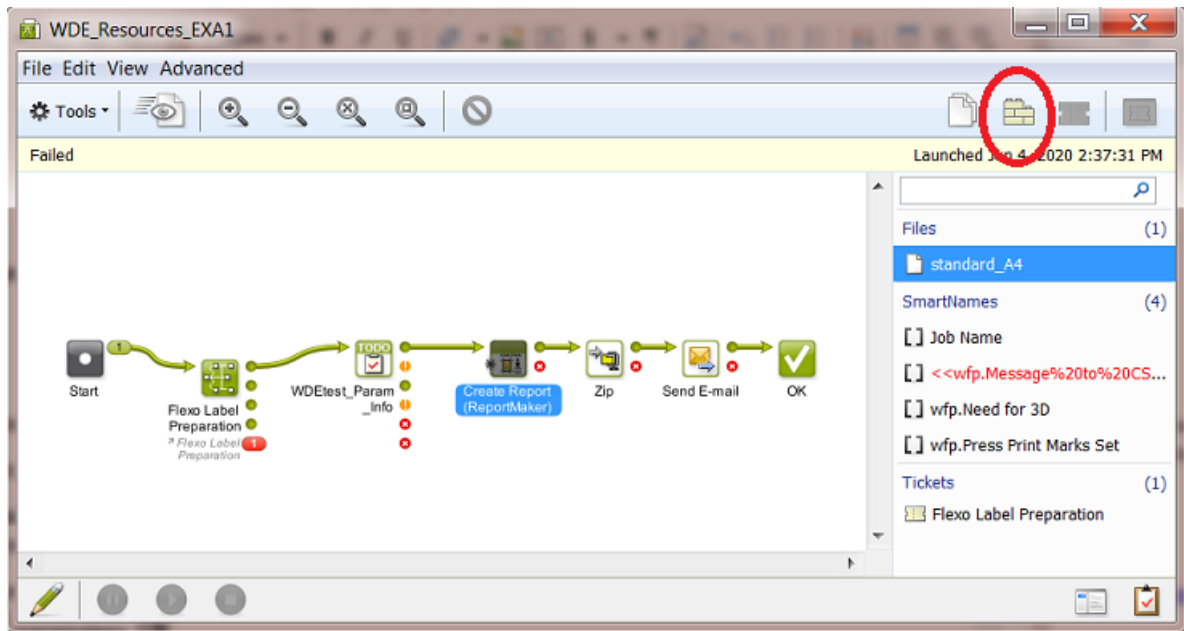 WDE_Resources_EXA1
File Edit View Advanced
Tools
Failed
Launched Jun 4, 2020 2:37:31 PM
Files (1)
standard_A4
SmartNames (4)
[] Job Name
[] <<wfp.Message%20to%20CS...
[] wfp.Need for 3D
[] wfp.Press Print Marks Set
Tickets (1)
Flexo Label Preparation
1
TODO
Start
Flexo Label
Preparation
Flexo Label
Preparation
1
WDEtest_Param
_Info
Create Report
(ReportMaker)
Zip
Send E-mail
OK